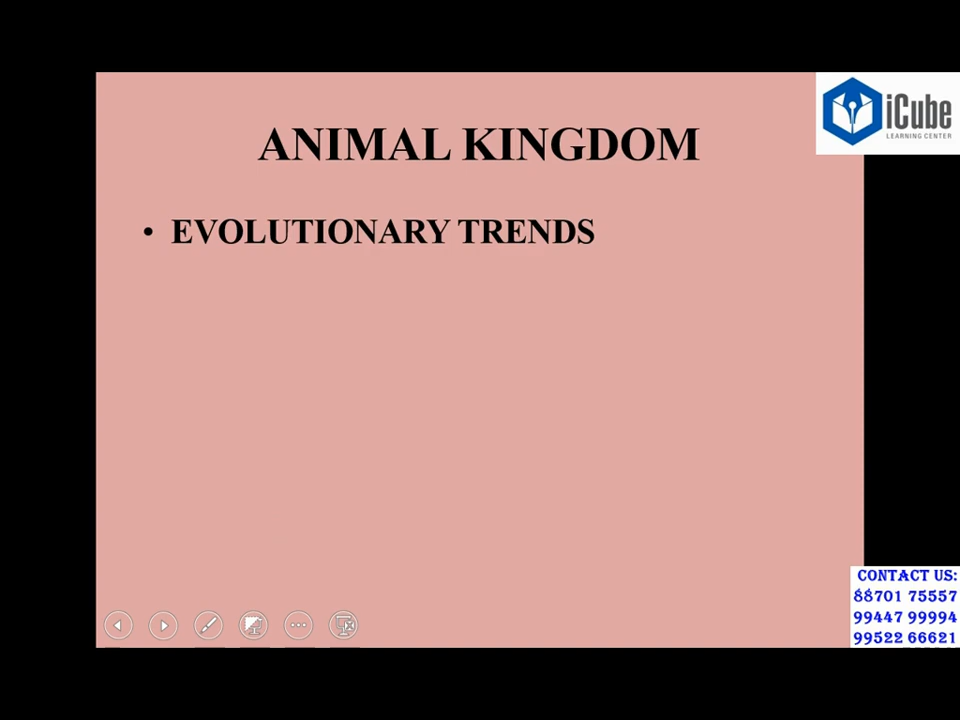 ANIMAL KINGDOM
• EVOLUTIONARY TRENDS
iCube
LEARNING CENTER
CONTACT US:
88701 75557
99447 99994
99522 66621